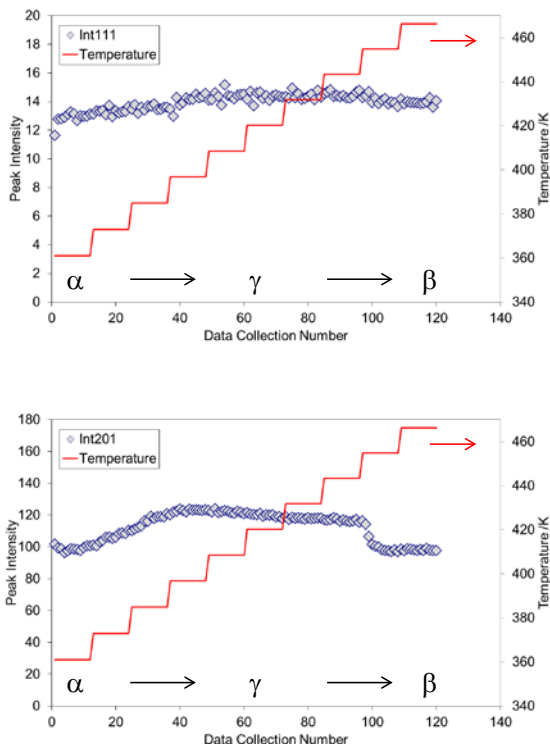 20
18
16
14
12
10
8
6
4
2
0
Peak Intensity
Int111
Temperature
460
440
420
400
380
360
340
Temperature /K
α γ β
0 20 40 60 80 100 120 140
Data Collection Number
180
160
140
120
100
80
60
40
20
0
Peak Intensity
Int201
Temperature
460
440
420
400
380
360
340
Temperature /K
α γ β
0 20 40 60 80 100 120 140
Data Collection Number